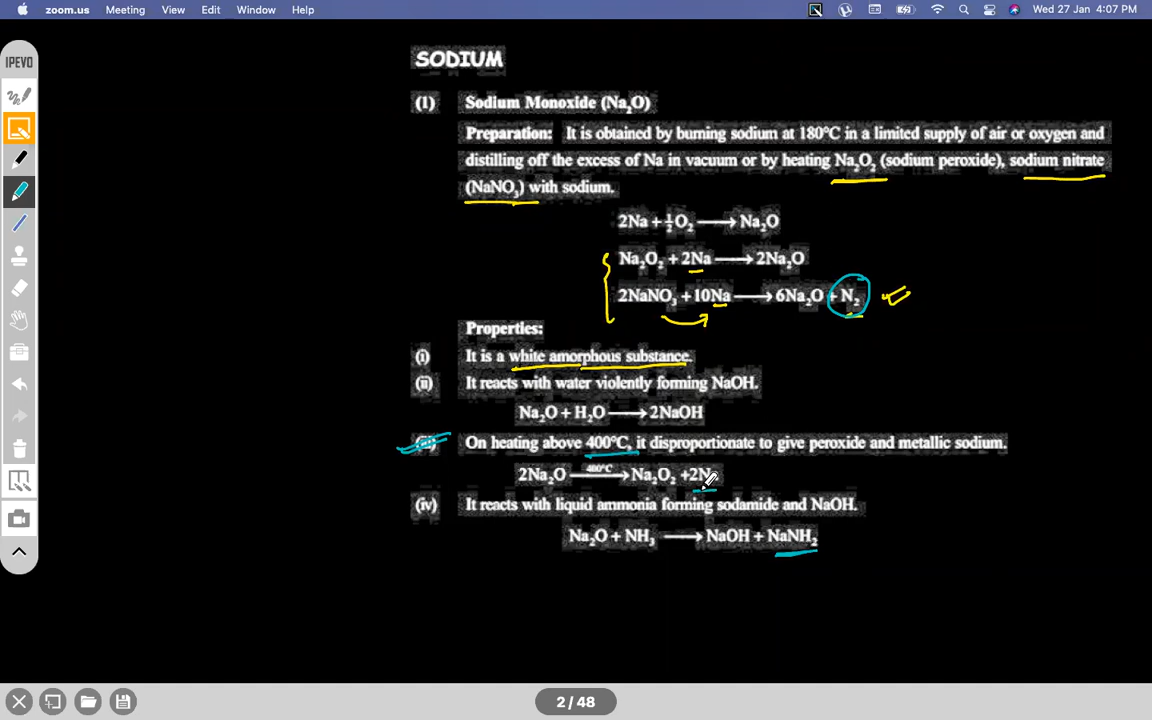 zoom.us Meeting View Edit Window Help Wed 27 Jan 4:07 PM
IPEVO
SODIUM
(1) Sodium Monoxide (Na₂O)
Preparation: It is obtained by burning sodium at 180°C in a limited supply of air or oxygen and
distilling off the excess of Na in vacuum or by heating Na₂O₂ (sodium peroxide), sodium nitrate
(NaNO₃) with sodium.
2Na + ½O₂ ⟶ Na₂O
Na₂O₂ + 2Na ⟶ 2Na₂O
2NaNO₃ + 10Na ⟶ 6Na₂O + N₂
Properties:
(i) It is a white amorphous substance.
(ii) It reacts with water violently forming NaOH.
Na₂O + H₂O ⟶ 2NaOH
(iii) On heating above 400°C, it disproportionate to give peroxide and metallic sodium.
2Na₂O ⟶ 400°C Na₂O₂ +2N
(iv) It reacts with liquid ammonia forming sodamide and NaOH.
Na₂O + NH₃ ⟶ NaOH + NaNH₂
2 / 48